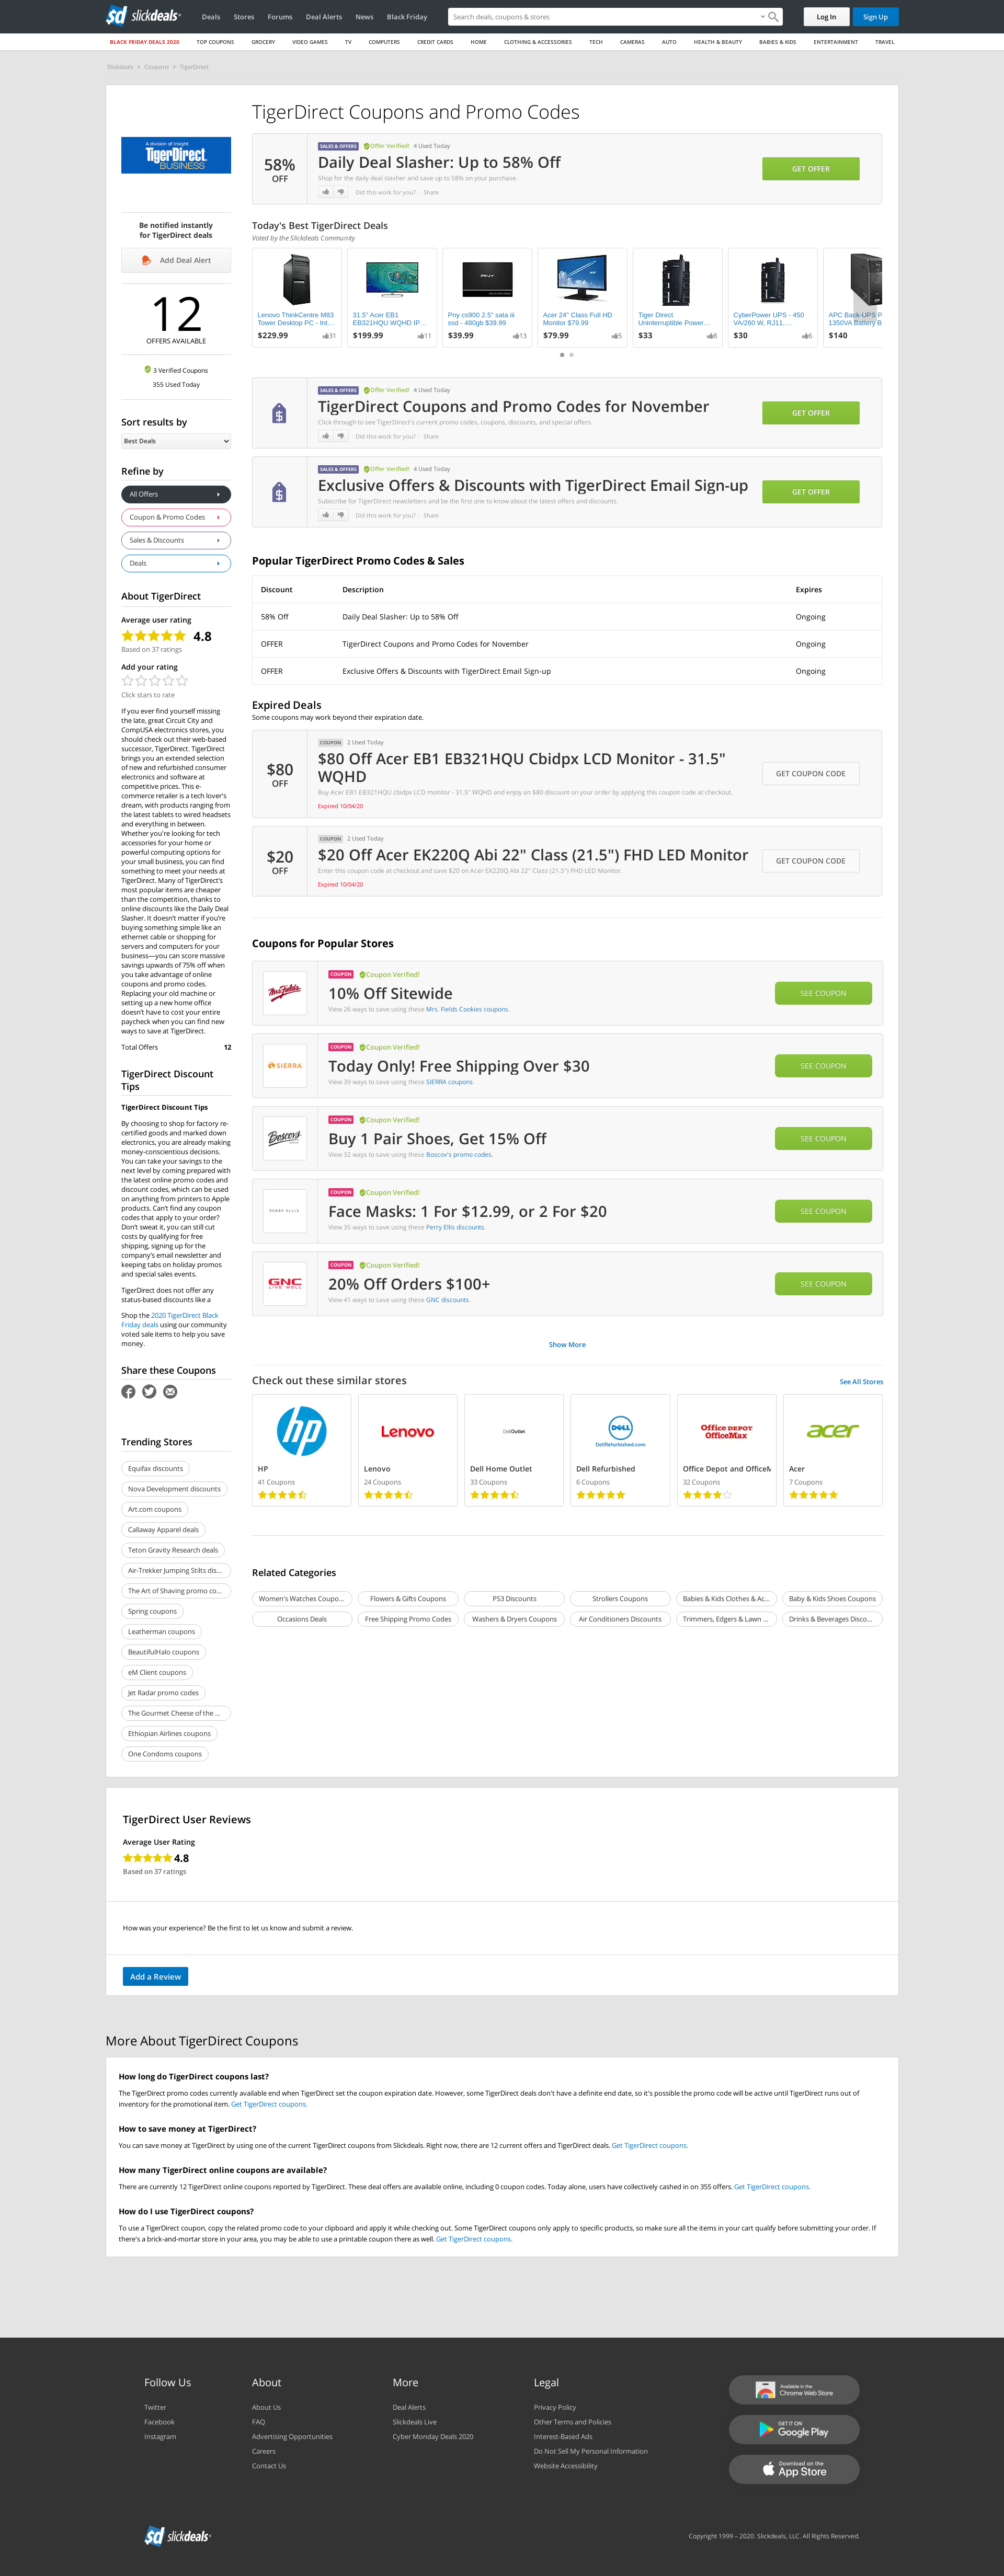 slickdeals
Deals
Stores
Forums
Deal Alerts
News
Black Friday
Search deals, coupons & stores
Log In
Sign Up
BLACK FRIDAY DEALS 2020
TOP COUPONS
GROCERY
VIDEO GAMES
TV
COMPUTERS
CREDIT CARDS
HOME
CLOTHING & ACCESSORIES
TECH
CAMERAS
AUTO
HEALTH & BEAUTY
BABIES & KIDS
ENTERTAINMENT
TRAVEL
Slickdeals
Coupons
TigerDirect
A division of Insight
TigerDirect
BUSINESS
Be notified instantly
for TigerDirect deals
Add Deal Alert
12
OFFERS AVAILABLE
3 Verified Coupons
355 Used Today
Sort results by
Best Deals
Refine by
All Offers
Coupon & Promo Codes
Sales & Discounts
Deals
About TigerDirect
Average user rating
4.8
Based on 37 ratings
Add your rating
Click stars to rate
If you ever find yourself missing
the late, great Circuit City and
CompUSA electronics stores, you
should check out their web-based
successor, TigerDirect. TigerDirect
brings you an extended selection
of new and refurbished consumer
electronics and software at
competitive prices. This e-
commerce retailer is a tech lover's
dream, with products ranging from
the latest tablets to wired headsets
and everything in between.
Whether you're looking for tech
accessories for your home or
powerful computing options for
your small business, you can find
something to meet your needs at
TigerDirect. Many of TigerDirect's
most popular items are cheaper
than the competition, thanks to
online discounts like the Daily Deal
Slasher. It doesn't matter if you're
buying something simple like an
ethernet cable or shopping for
servers and computers for your
business—you can score massive
savings upwards of 75% off when
you take advantage of online
coupons and promo codes.
Replacing your old machine or
setting up a new home office
doesn't have to cost your entire
paycheck when you can find new
ways to save at TigerDirect.
Total Offers 12
TigerDirect Discount
Tips
TigerDirect Discount Tips
By choosing to shop for factory re-
certified goods and marked down
electronics, you are already making
money-conscientious decisions.
You can take your savings to the
next level by coming prepared with
the latest online promo codes and
discount codes, which can be used
on anything from printers to Apple
products. Can't find any coupon
codes that apply to your order?
Don't sweat it, you can still cut
costs by qualifying for free
shipping, signing up for the
company's email newsletter and
keeping tabs on holiday promos
and special sales events.
TigerDirect does not offer any
status-based discounts like a
Shop the 2020 TigerDirect Black
Friday deals using our community
voted sale items to help you save
money.
Share these Coupons
Trending Stores
Equifax discounts
Nova Development discounts
Art.com coupons
Callaway Apparel deals
Teton Gravity Research deals
Air-Trekker Jumping Stilts dis...
The Art of Shaving promo co...
Spring coupons
Leatherman coupons
BeautifulHalo coupons
eM Client coupons
Jet Radar promo codes
The Gourmet Cheese of the ...
Ethiopian Airlines coupons
One Condoms coupons
TigerDirect Coupons and Promo Codes
58%
OFF
SALES & OFFERS Offer Verified! 4 Used Today
Daily Deal Slasher: Up to 58% Off
Shop for the daily deal slasher and save up to 58% on your purchase.
Did this work for you? · Share
GET OFFER
Today's Best TigerDirect Deals
Voted by the Slickdeals Community
Lenovo ThinkCentre M83
Tower Desktop PC - Int...
$229.99 31
31.5" Acer EB1
EB321HQU WQHD IP...
$199.99 11
PNY
Pny cs900 2.5" sata iii
ssd - 480gb $39.99
$39.99 13
Acer 24" Class Full HD
Monitor $79.99
$79.99 5
Tiger Direct
Uninterruptible Power...
$33 8
CyberPower UPS - 450
VA/260 W, RJ11,...
$30 6
APC Back-UPS P
1350VA Battery B
$140
SALES & OFFERS Offer Verified! 4 Used Today
TigerDirect Coupons and Promo Codes for November
Click through to see TigerDirect's current promo codes, coupons, discounts, and special offers.
Did this work for you? · Share
GET OFFER
SALES & OFFERS Offer Verified! 4 Used Today
Exclusive Offers & Discounts with TigerDirect Email Sign-up
Subscribe for TigerDirect newsletters and be the first one to know about the latest offers and discounts.
Did this work for you? · Share
GET OFFER
Popular TigerDirect Promo Codes & Sales
Discount Description Expires
58% Off Daily Deal Slasher: Up to 58% Off Ongoing
OFFER TigerDirect Coupons and Promo Codes for November Ongoing
OFFER Exclusive Offers & Discounts with TigerDirect Email Sign-up Ongoing
Expired Deals
Some coupons may work beyond their expiration date.
$80
OFF
COUPON 2 Used Today
$80 Off Acer EB1 EB321HQU Cbidpx LCD Monitor - 31.5"
WQHD
Buy Acer EB1 EB321HQU cbidpx LCD monitor - 31.5" WQHD and enjoy an $80 discount on your order by applying this coupon code at checkout.
Expired 10/04/20
GET COUPON CODE
$20
OFF
COUPON 2 Used Today
$20 Off Acer EK220Q Abi 22" Class (21.5") FHD LED Monitor
Enter this coupon code at checkout and save $20 on Acer EK220Q Abi 22" Class (21.5") FHD LED Monitor.
Expired 10/04/20
GET COUPON CODE
Coupons for Popular Stores
Mrs. Fields
COUPON Coupon Verified!
10% Off Sitewide
View 26 ways to save using these Mrs. Fields Cookies coupons.
SEE COUPON
SIERRA
COUPON Coupon Verified!
Today Only! Free Shipping Over $30
View 39 ways to save using these SIERRA coupons.
SEE COUPON
Boscov's
COUPON Coupon Verified!
Buy 1 Pair Shoes, Get 15% Off
View 32 ways to save using these Boscov's promo codes.
SEE COUPON
PERRY ELLIS
COUPON Coupon Verified!
Face Masks: 1 For $12.99, or 2 For $20
View 35 ways to save using these Perry Ellis discounts.
SEE COUPON
GNC
LIVE WELL
COUPON Coupon Verified!
20% Off Orders $100+
View 41 ways to save using these GNC discounts.
SEE COUPON
Show More
Check out these similar stores
See All Stores
hp
HP
41 Coupons
Lenovo
Lenovo
24 Coupons
Dell Outlet
Dell Home Outlet
33 Coupons
DELL
DellRefurbished.com
Dell Refurbished
6 Coupons
Office DEPOT
OfficeMax
Office Depot and OfficeM
32 Coupons
acer
Acer
7 Coupons
Related Categories
Women's Watches Coupo...
Flowers & Gifts Coupons
PS3 Discounts
Strollers Coupons
Babies & Kids Clothes & Ac...
Baby & Kids Shoes Coupons
Occasions Deals
Free Shipping Promo Codes
Washers & Dryers Coupons
Air Conditioners Discounts
Trimmers, Edgers & Lawn ...
Drinks & Beverages Disco...
TigerDirect User Reviews
Average User Rating
4.8
Based on 37 ratings
How was your experience? Be the first to let us know and submit a review.
Add a Review
More About TigerDirect Coupons
How long do TigerDirect coupons last?
The TigerDirect promo codes currently available end when TigerDirect set the coupon expiration date. However, some TigerDirect deals don't have a definite end date, so it's possible the promo code will be active until TigerDirect runs out of
inventory for the promotional item. Get TigerDirect coupons.
How to save money at TigerDirect?
You can save money at TigerDirect by using one of the current TigerDirect coupons from Slickdeals. Right now, there are 12 current offers and TigerDirect deals. Get TigerDirect coupons.
How many TigerDirect online coupons are available?
There are currently 12 TigerDirect online coupons reported by TigerDirect. These deal offers are available online, including 0 coupon codes. Today alone, users have collectively cashed in on 355 offers. Get TigerDirect coupons.
How do I use TigerDirect coupons?
To use a TigerDirect coupon, copy the related promo code to your clipboard and apply it while checking out. Some TigerDirect coupons only apply to specific products, so make sure all the items in your cart qualify before submitting your order. If
there's a brick-and-mortar store in your area, you may be able to use a printable coupon there as well. Get TigerDirect coupons.
Follow Us
Twitter
Facebook
Instagram
About
About Us
FAQ
Advertising Opportunities
Careers
Contact Us
More
Deal Alerts
Slickdeals Live
Cyber Monday Deals 2020
Legal
Privacy Policy
Other Terms and Policies
Interest-Based Ads
Do Not Sell My Personal Information
Website Accessibility
Available in the
Chrome Web Store
GET IT ON
Google Play
Download on the
App Store
slickdeals
Copyright 1999 – 2020. Slickdeals, LLC. All Rights Reserved.